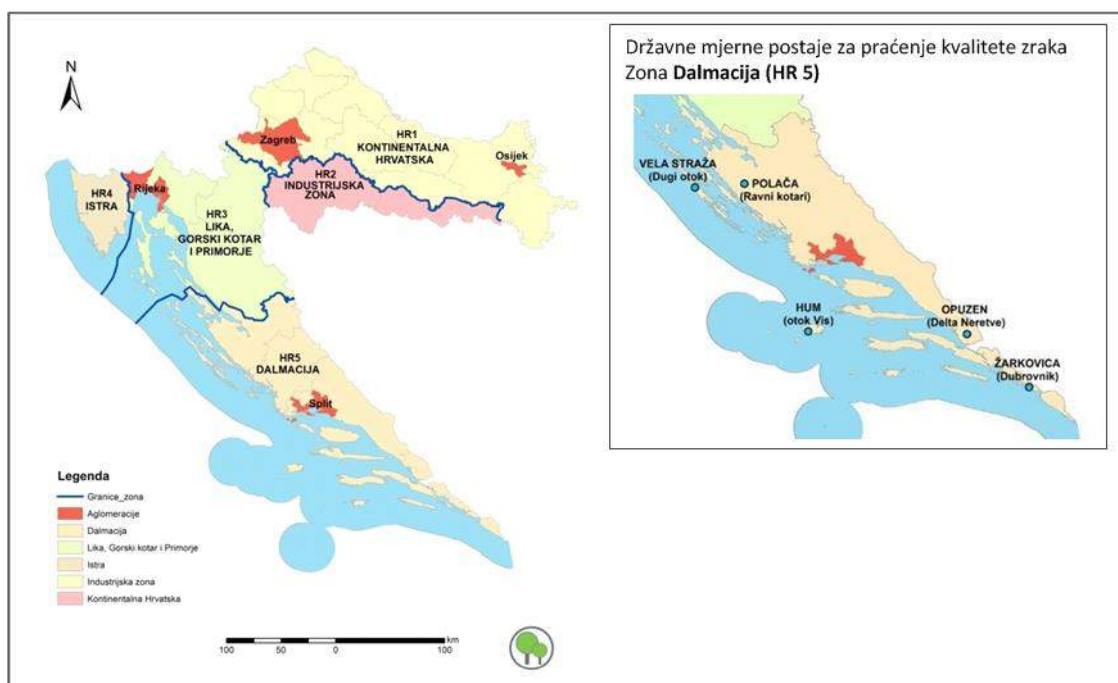 N
Zagreb
HR1
KONTINENTALNA
HRVATSKA
Osijek
HR2
INDUSTRIJSKA
ZONA
HR4
ISTRA
Rijeka
HR3
LIKA,
GORSKI KOTAR
I PRIMORJE
HR5
DALMACIJA
Split
Legenda
Granice_zona
Aglomeracije
Dalmacija
Lika, Gorski kotar i Primorje
Istra
Industrijska zona
Kontinentalna Hrvatska
km
100 50 0 100
Državne mjerne postaje za praćenje kvalitete zraka
Zona Dalmacija (HR 5)
VELA STRAŽA
(Dugi otok)
POLAČA
(Ravni kotari)
HUM
(otok Vis)
OPUZEN
(Delta Neretve)
ŽARKOVICA
(Dubrovnik)